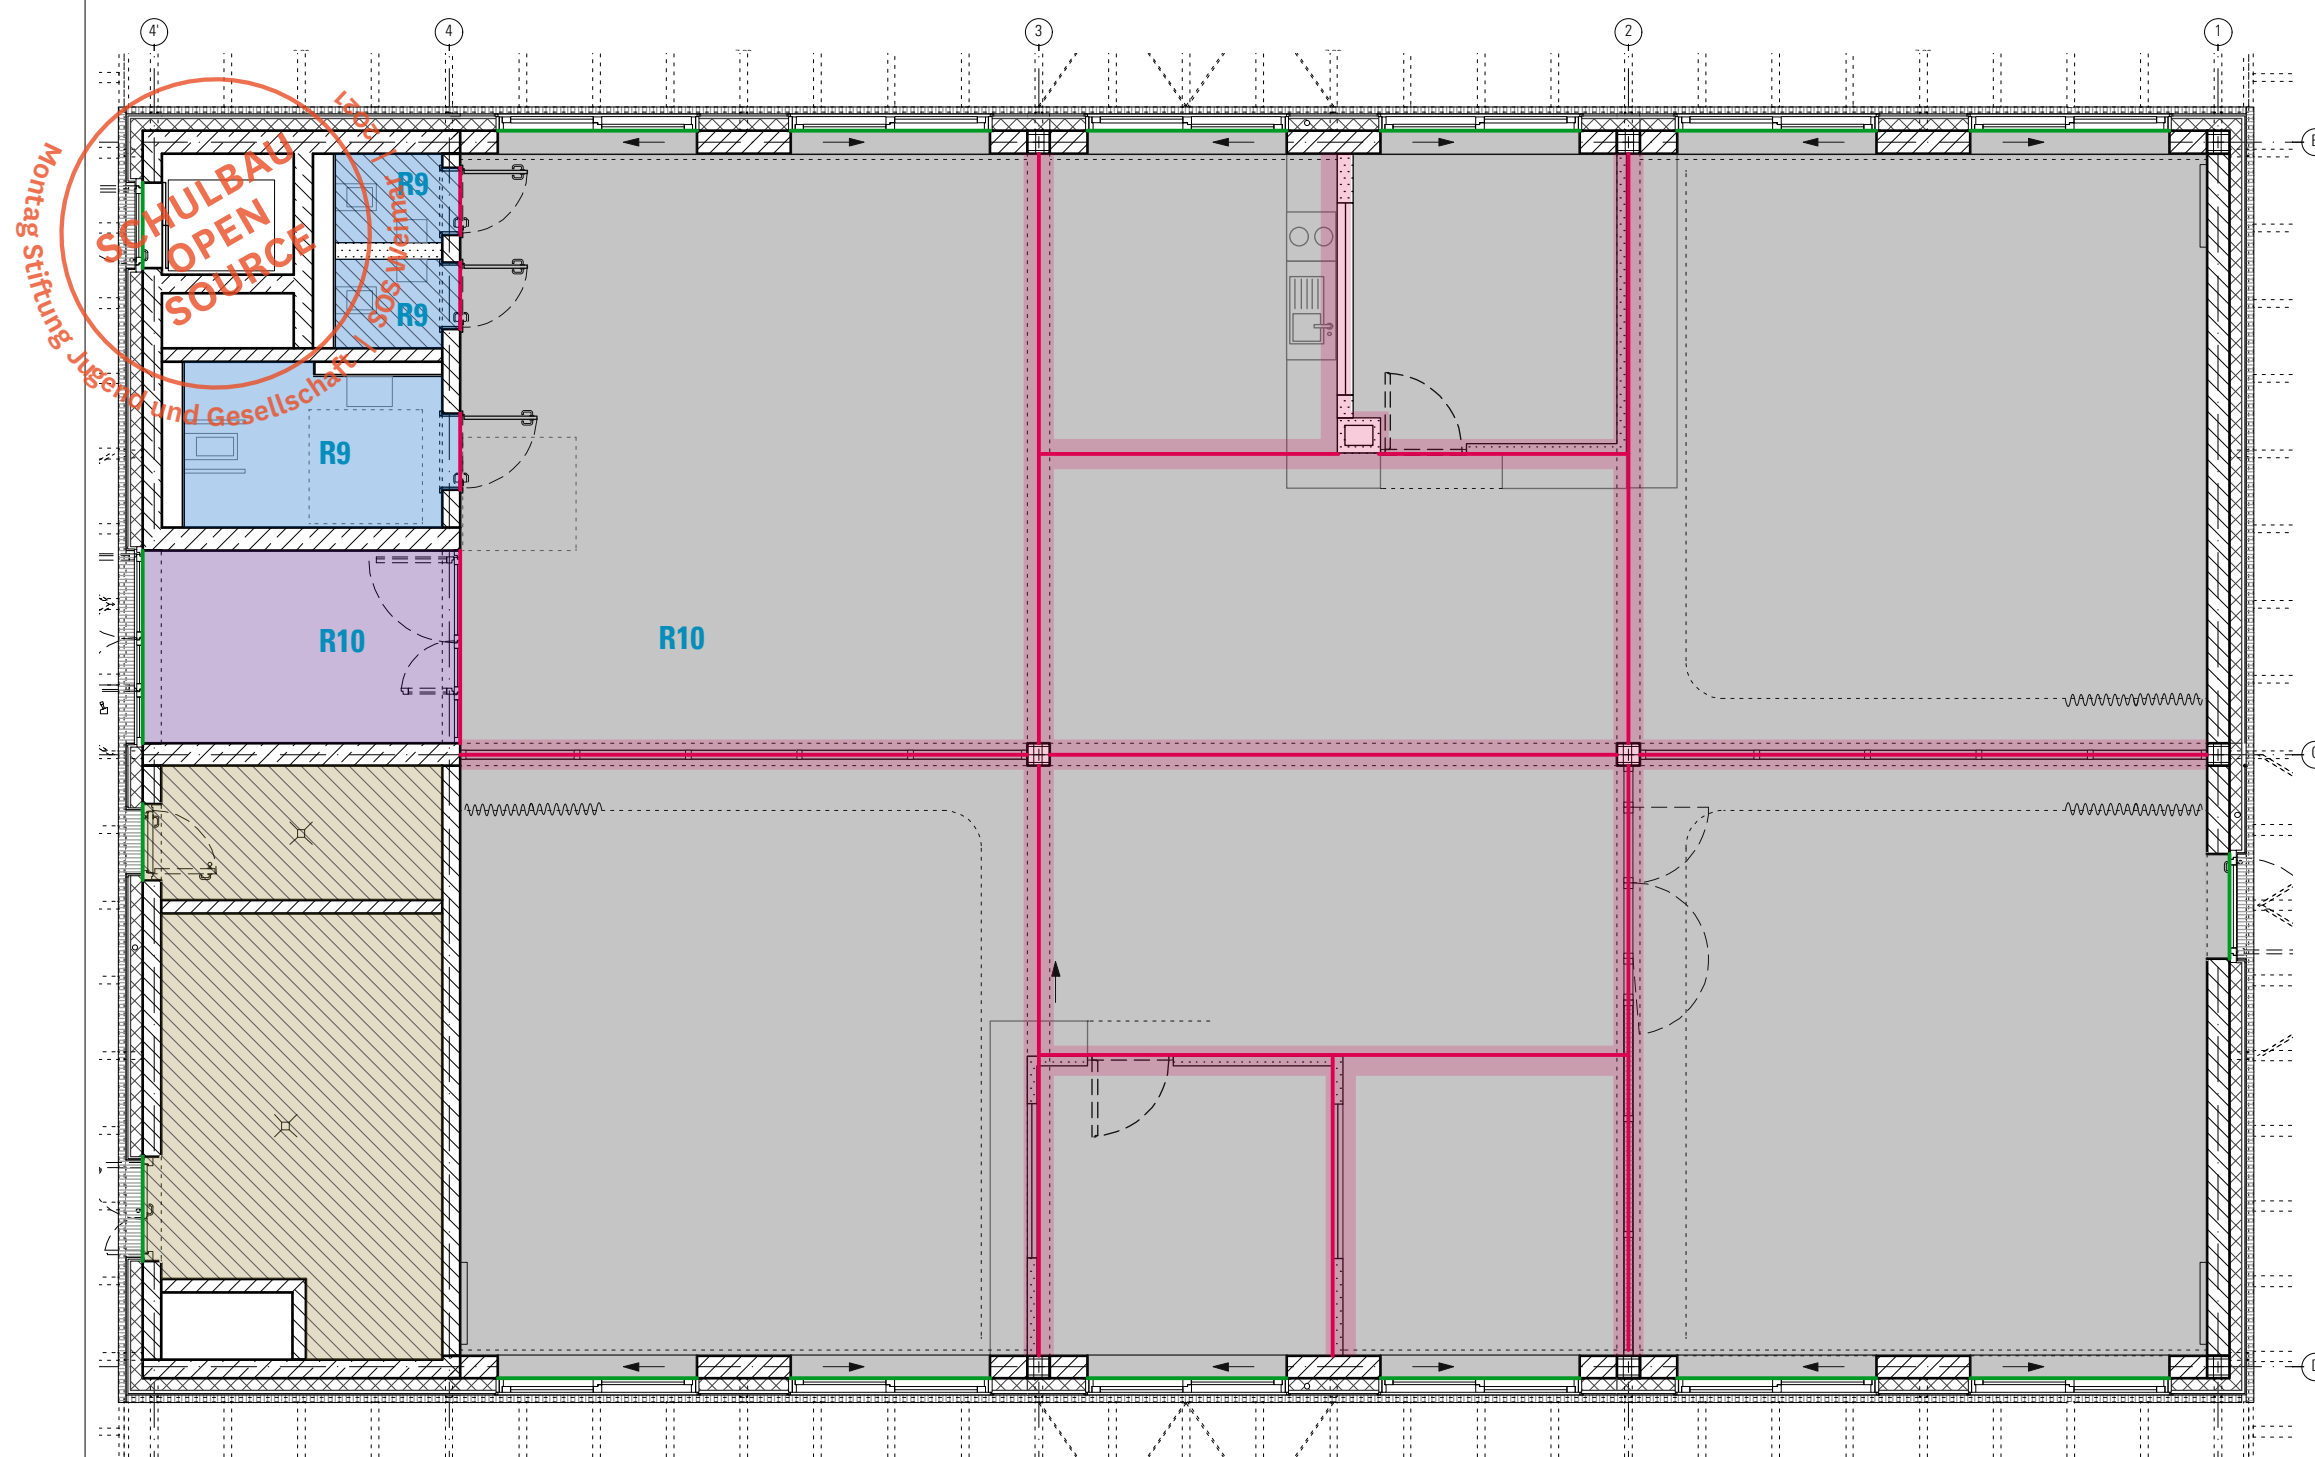 4'
4
3
2
1
SCHULBAU
OPEN
SOURCE
Montag Stiftung Jugend und Gesellschaft | SOS Weimar | 2021
R9
R9
R9
R10
R10